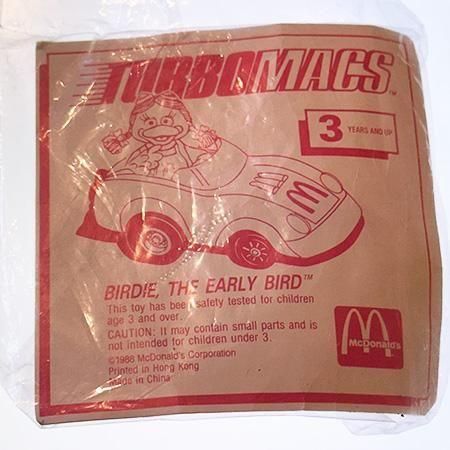 TURBOMACS™
3 YEARS AND UP
BIRDIE, THE EARLY BIRD™
This toy has been safety tested for children
age 3 and over.
CAUTION: It may contain small parts and is
not intended for children under 3.
©1988 McDonald's Corporation
Printed in Hong Kong
Made in China
McDonald's